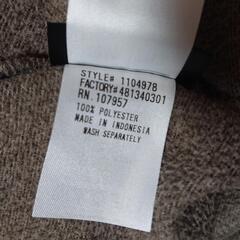 STYLE# 1104978
FACTORY#481340301
RN.107957
100% POLYESTER
MADE IN INDONESIA
WASH SEPARATELY